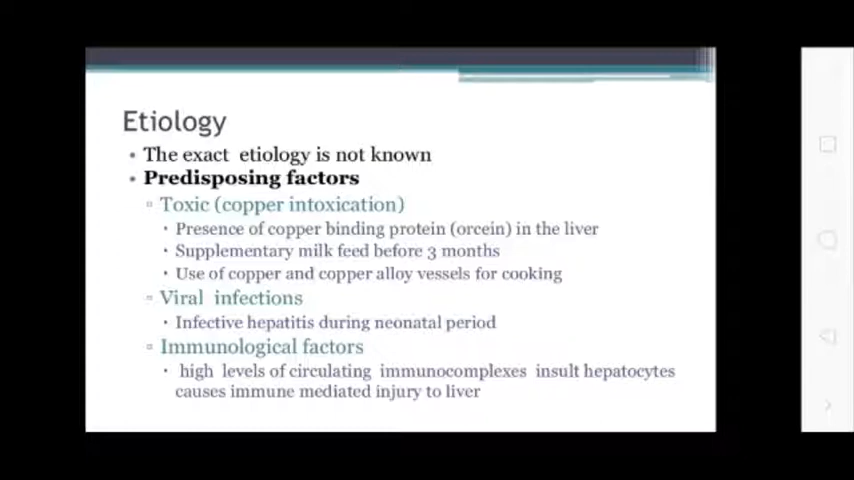 Etiology
• The exact etiology is not known
• Predisposing factors
▫ Toxic (copper intoxication)
• Presence of copper binding protein (orcein) in the liver
• Supplementary milk feed before 3 months
• Use of copper and copper alloy vessels for cooking
▫ Viral infections
• Infective hepatitis during neonatal period
▫ Immunological factors
• high levels of circulating immunocomplexes insult hepatocytes
causes immune mediated injury to liver